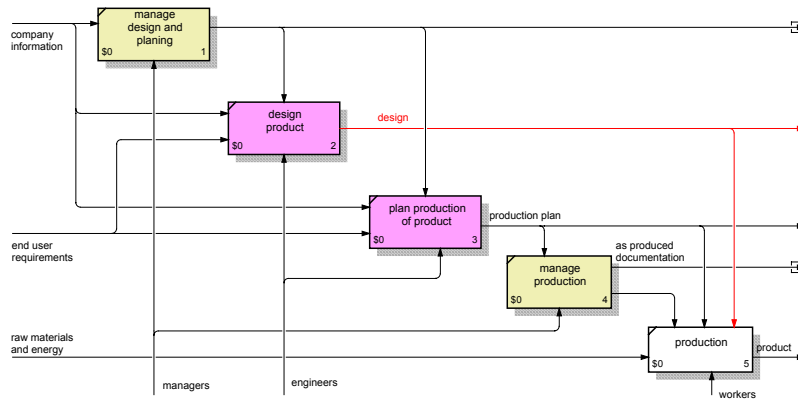 manage
design and
planing
$0 1
company
information
design
product
$0 2
design
plan production
of product
$0 3
production plan
end user
requirements
as produced
documentation
manage
production
$0 4
raw materials
and energy
production
$0 5
product
managers
engineers
workers